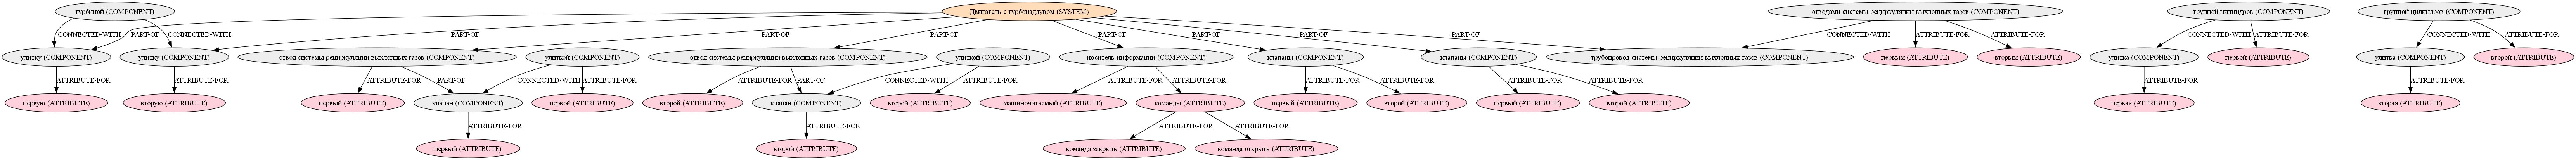 турбиной (COMPONENT)
Двигатель с турбонаддувом (SYSTEM)
отводами системы рециркуляции выхлопных газов (COMPONENT)
группой цилиндров (COMPONENT)
группой цилиндров (COMPONENT)
CONNECTED-WITH
PART-OF
CONNECTED-WITH
PART-OF
PART-OF
PART-OF
PART-OF
PART-OF
PART-OF
PART-OF
CONNECTED-WITH
ATTRIBUTE-FOR
ATTRIBUTE-FOR
CONNECTED-WITH
ATTRIBUTE-FOR
CONNECTED-WITH
ATTRIBUTE-FOR
улитку (COMPONENT)
улитку (COMPONENT)
отвод системы рециркуляции выхлопных газов (COMPONENT)
улиткой (COMPONENT)
отвод системы рециркуляции выхлопных газов (COMPONENT)
улиткой (COMPONENT)
носитель информации (COMPONENT)
клапаны (COMPONENT)
клапаны (COMPONENT)
трубопровод системы рециркуляции выхлопных газов (COMPONENT)
первым (ATTRIBUTE)
вторым (ATTRIBUTE)
улитка (COMPONENT)
первой (ATTRIBUTE)
улитка (COMPONENT)
второй (ATTRIBUTE)
ATTRIBUTE-FOR
ATTRIBUTE-FOR
ATTRIBUTE-FOR
PART-OF
CONNECTED-WITH
ATTRIBUTE-FOR
ATTRIBUTE-FOR
PART-OF
CONNECTED-WITH
ATTRIBUTE-FOR
ATTRIBUTE-FOR
ATTRIBUTE-FOR
ATTRIBUTE-FOR
ATTRIBUTE-FOR
ATTRIBUTE-FOR
ATTRIBUTE-FOR
ATTRIBUTE-FOR
ATTRIBUTE-FOR
первую (ATTRIBUTE)
вторую (ATTRIBUTE)
первый (ATTRIBUTE)
клапан (COMPONENT)
первой (ATTRIBUTE)
второй (ATTRIBUTE)
клапан (COMPONENT)
второй (ATTRIBUTE)
машиночитаемый (ATTRIBUTE)
команды (ATTRIBUTE)
первый (ATTRIBUTE)
второй (ATTRIBUTE)
первый (ATTRIBUTE)
второй (ATTRIBUTE)
первая (ATTRIBUTE)
вторая (ATTRIBUTE)
ATTRIBUTE-FOR
ATTRIBUTE-FOR
ATTRIBUTE-FOR
ATTRIBUTE-FOR
первый (ATTRIBUTE)
второй (ATTRIBUTE)
команда закрыть (ATTRIBUTE)
команда открыть (ATTRIBUTE)